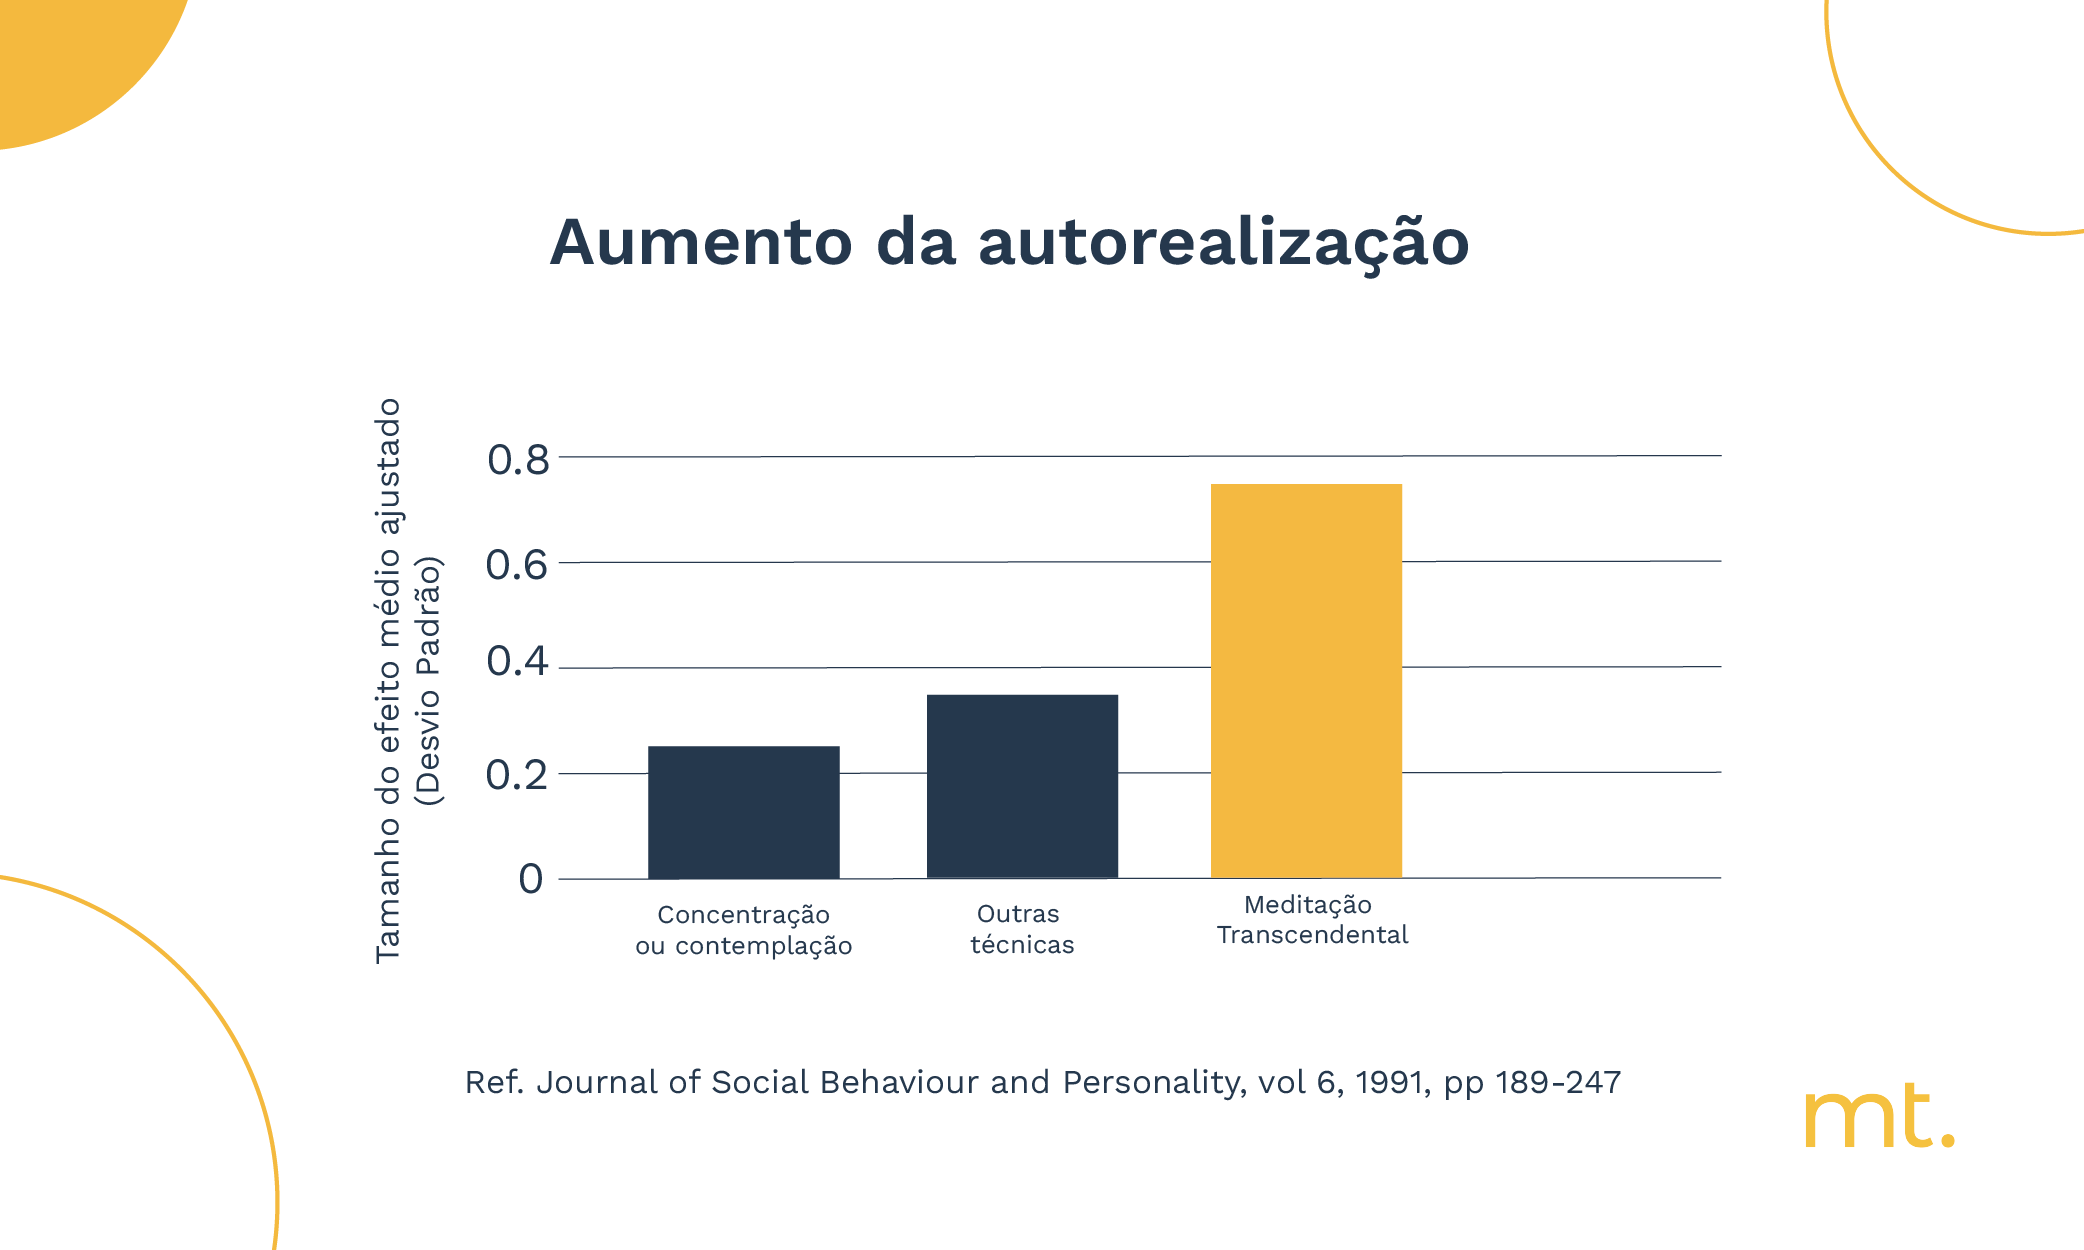 Aumento da autorealização
Tamanho do efeito médio ajustado
(Desvio Padrão)
0.8
0.6
0.4
0.2
0
Concentração
ou contemplação
Outras
técnicas
Meditação
Transcendental
Ref. Journal of Social Behaviour and Personality, vol 6, 1991, pp 189-247
mt.